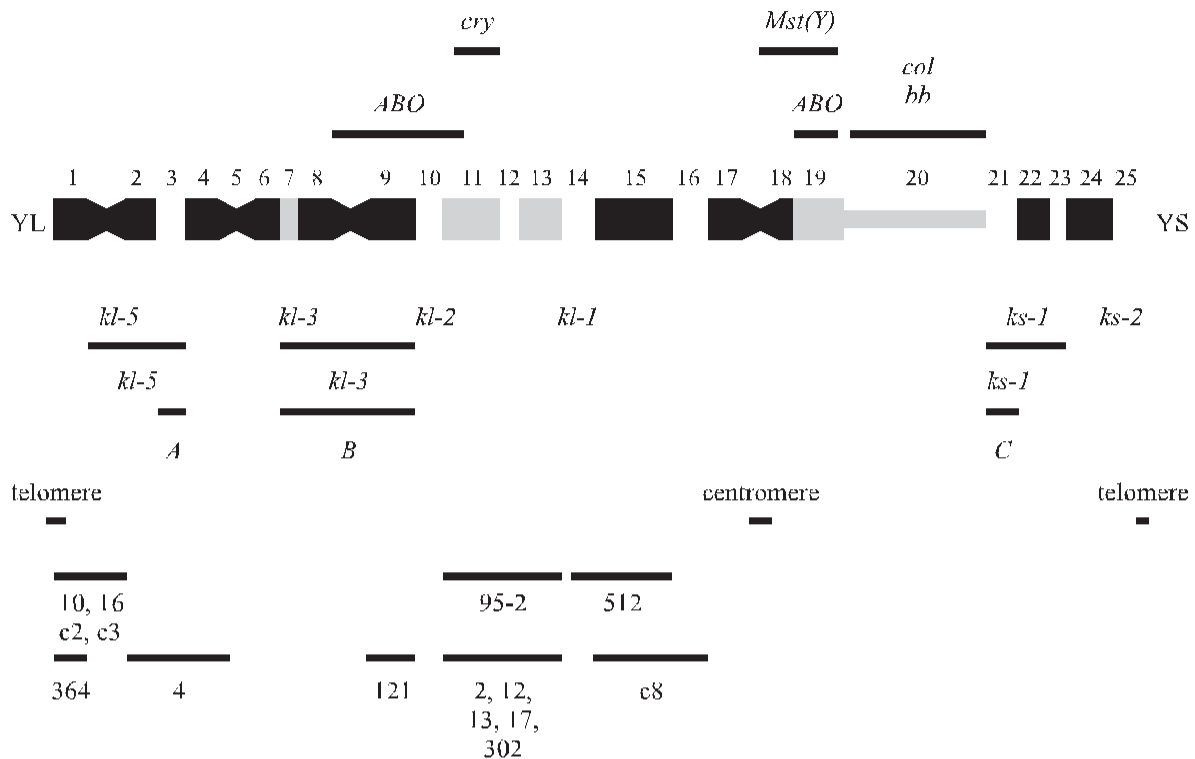 cry Mst(Y)
col
ABO ABO bb
1 2 3 4 5 6 7 8 9 10 11 12 13 14 15 16 17 18 19 20 21 22 23 24 25
YL YS
kl-5 kl-3 kl-2 kl-1 ks-1 ks-2
kl-5 kl-3 ks-1
A B C
telomere centromere telomere
10, 16 95-2 512
c2, c3
364 4 121 2, 12, c8
13, 17,
302